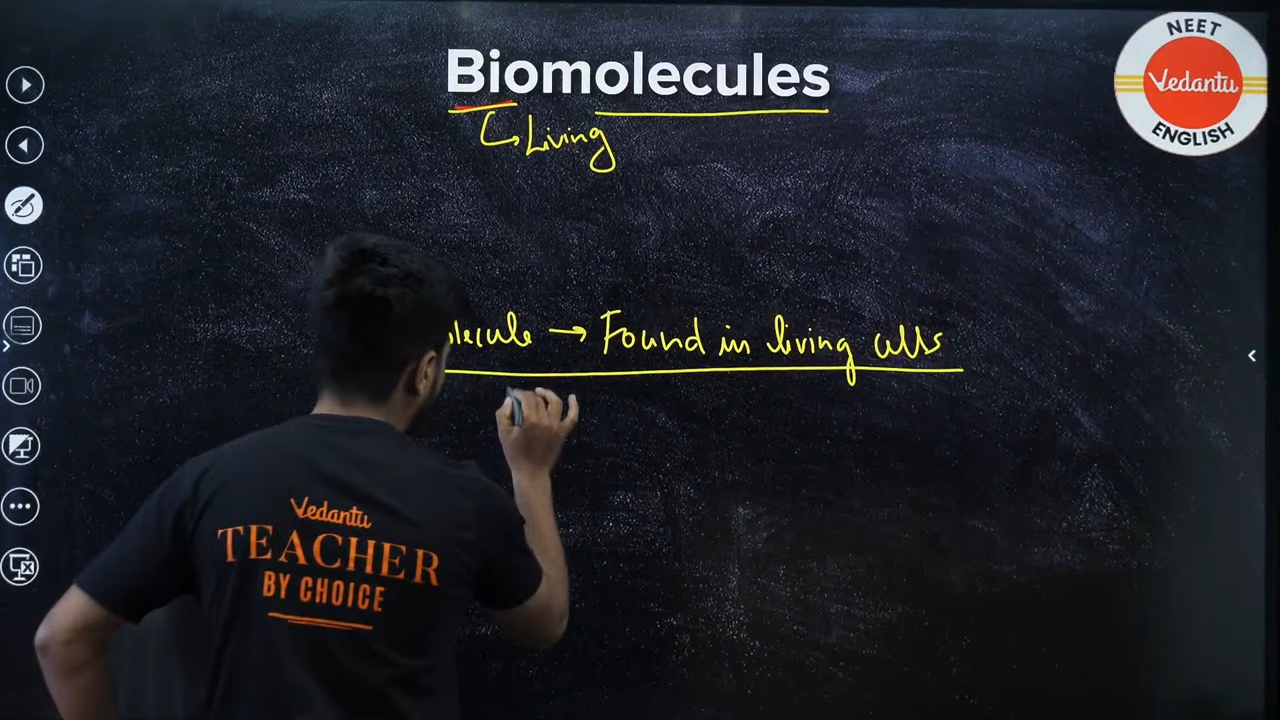 Biomolecules
NEET
Vedantu
ENGLISH
Living
lecule → Found in living cells
Vedantu
TEACHER
BY CHOICE